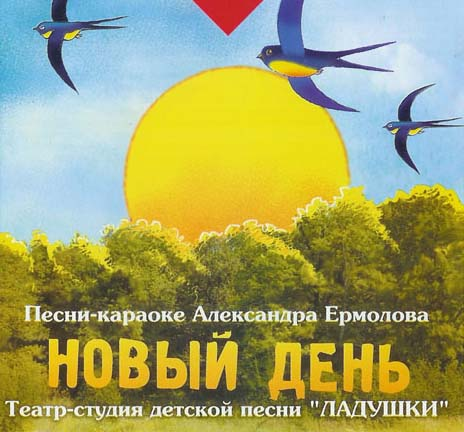 Песни-караоке Александра Ермолова
НОВЫЙ ДЕНЬ
Театр-студия детской песни "ЛАДУШКИ"